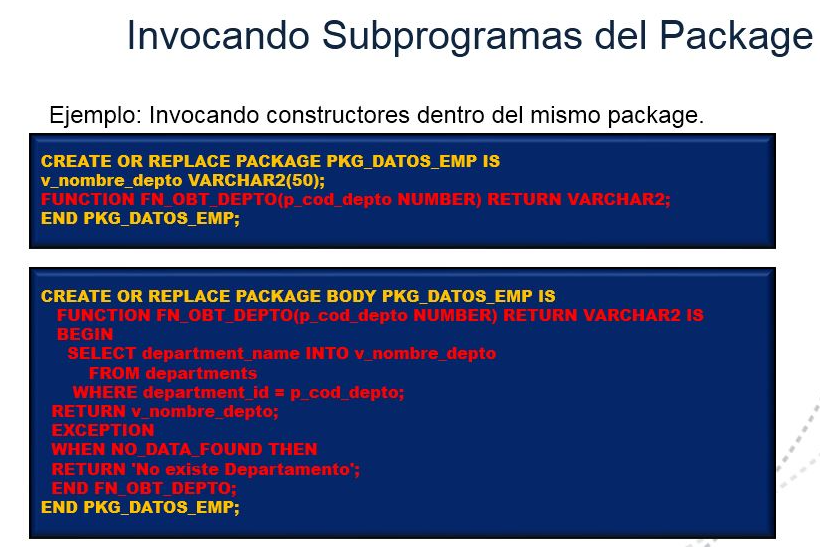 Invocando Subprogramas del Package
Ejemplo: Invocando constructores dentro del mismo package.
CREATE OR REPLACE PACKAGE PKG_DATOS_EMP IS
v_nombre_depto VARCHAR2(50);
FUNCTION FN_OBT_DEPTO(p_cod_depto NUMBER) RETURN VARCHAR2;
END PKG_DATOS_EMP;
CREATE OR REPLACE PACKAGE BODY PKG_DATOS_EMP IS
FUNCTION FN_OBT_DEPTO(p_cod_depto NUMBER) RETURN VARCHAR2 IS
BEGIN
SELECT department_name INTO v_nombre_depto
FROM departments
WHERE department_id = p_cod_depto;
RETURN v_nombre_depto;
EXCEPTION
WHEN NO_DATA_FOUND THEN
RETURN 'No existe Departamento';
END FN_OBT_DEPTO;
END PKG_DATOS_EMP;